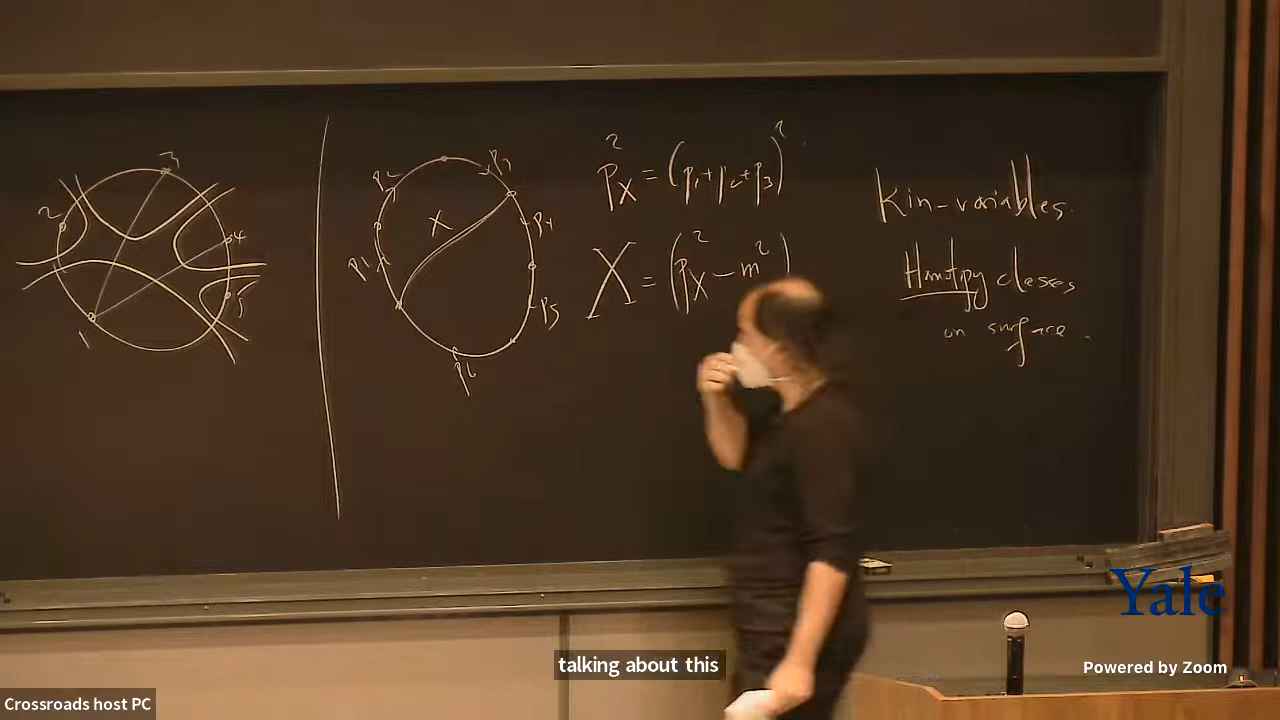 3
2
4
5
1
p2
p3
X
p4
p1
p5
p6
p_X^2 = (p1+p2+p3)^2
X = (p_X^2 - m^2)
Kin-variables.
classes
on surface.
talking about this
Yale
Powered by Zoom
Crossroads host PC